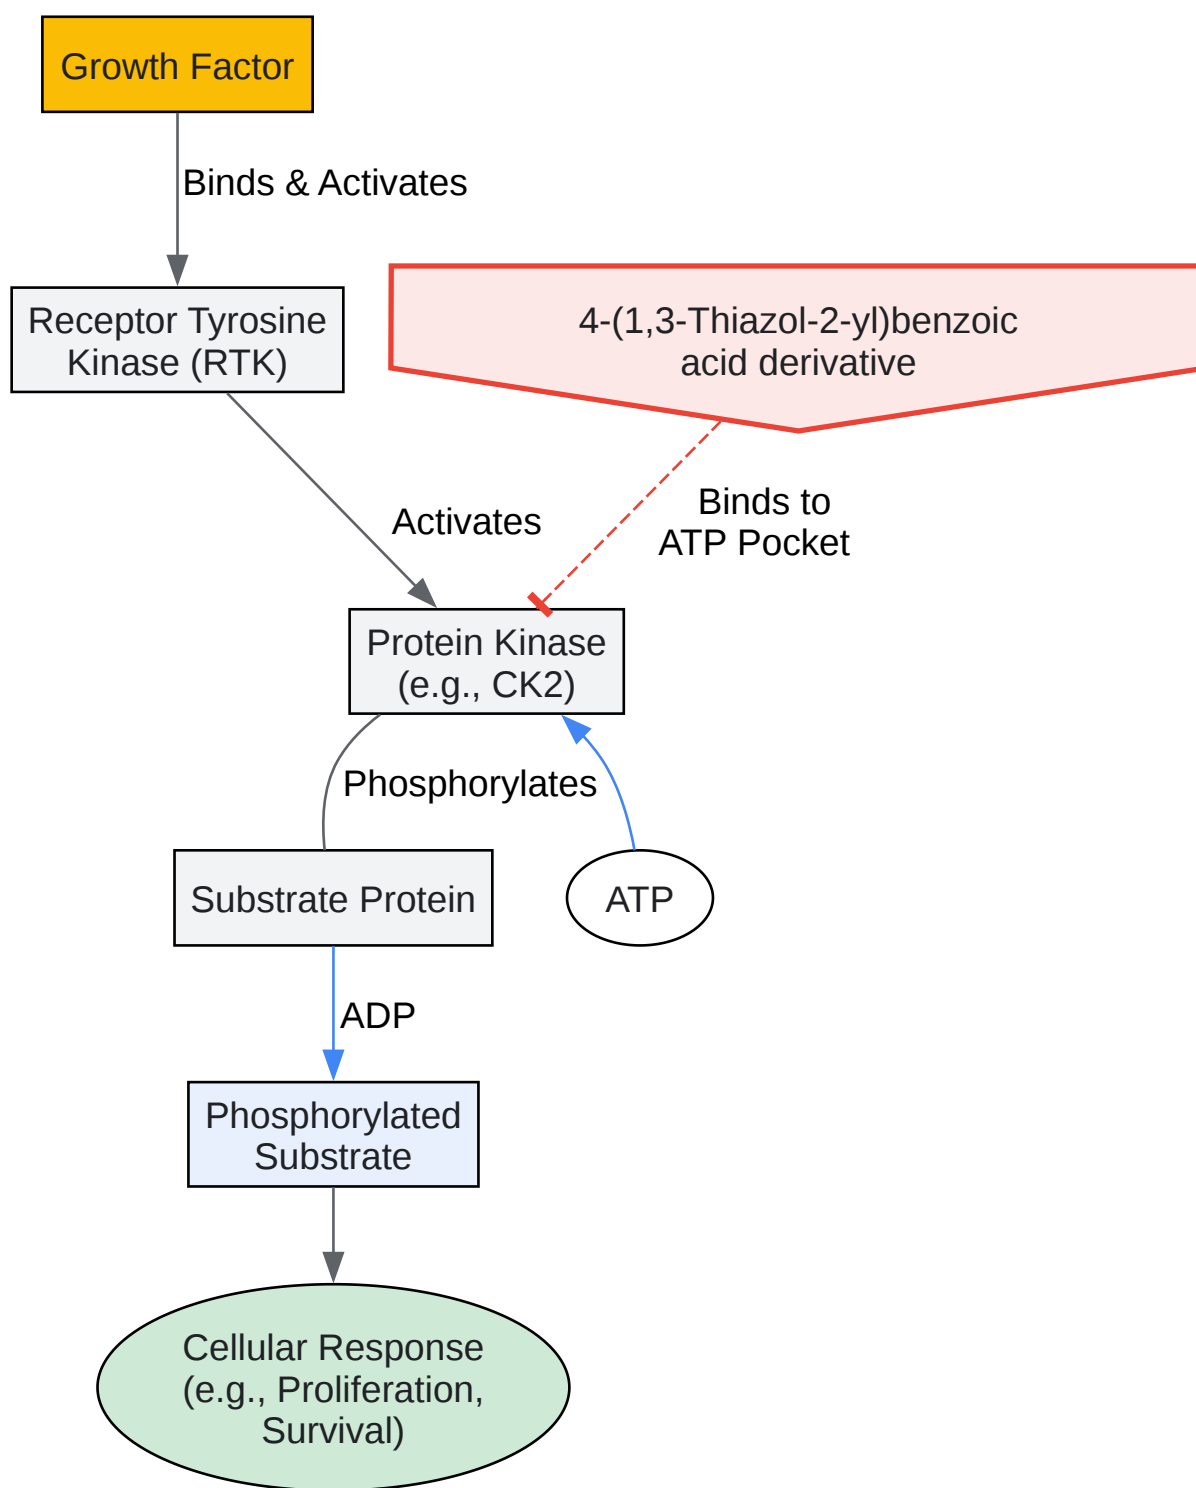 Growth Factor
Binds & Activates
Receptor Tyrosine
Kinase (RTK)
4-(1,3-Thiazol-2-yl)benzoic
acid derivative
Activates
Binds to
ATP Pocket
Protein Kinase
(e.g., CK2)
Phosphorylates
Substrate Protein
ATP
ADP
Phosphorylated
Substrate
Cellular Response
(e.g., Proliferation,
Survival)